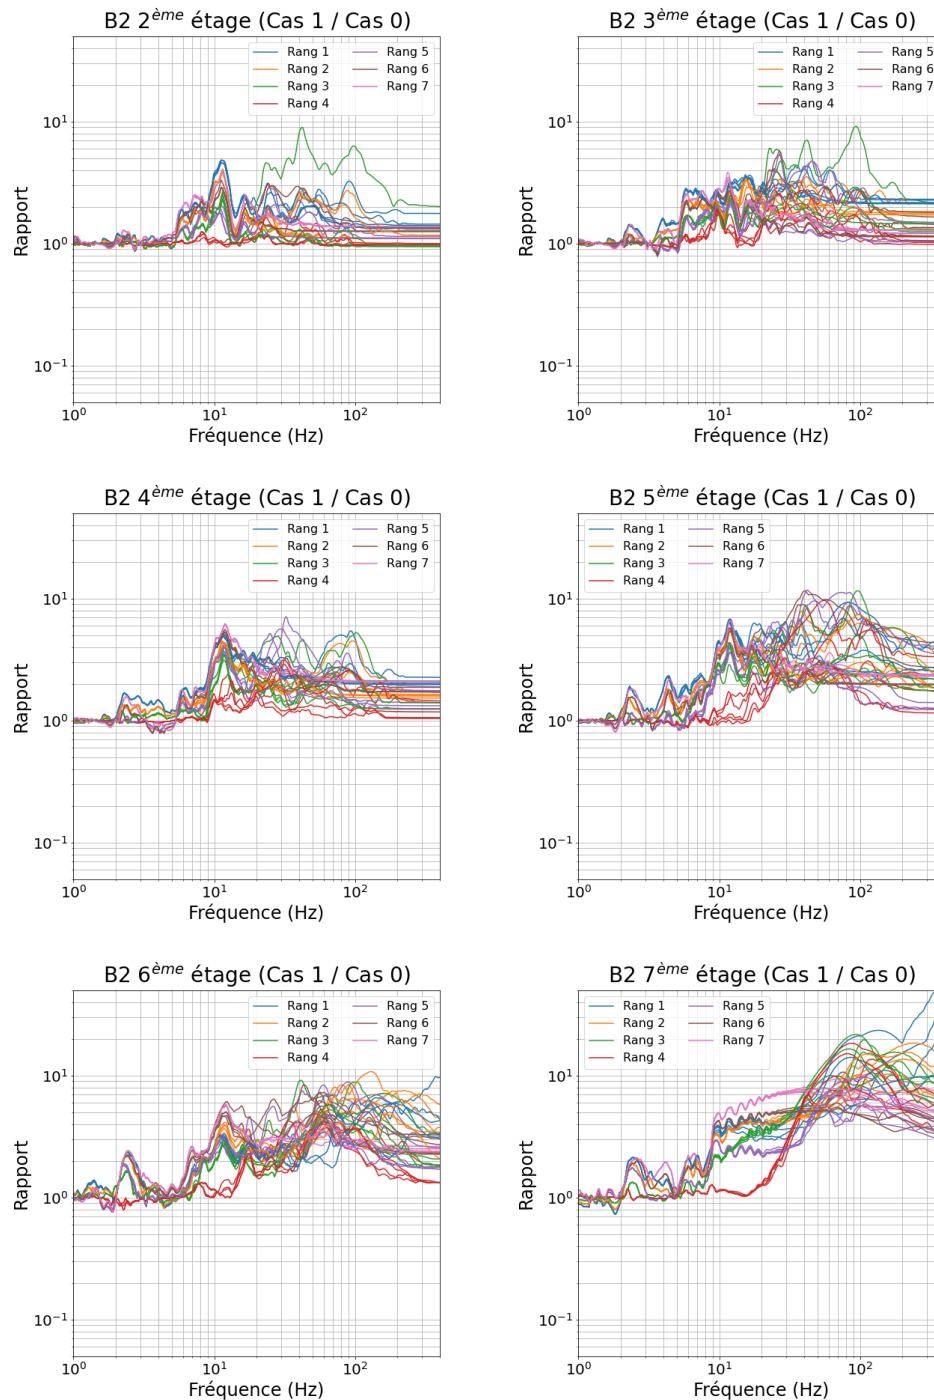 B2 2ème étage (Cas 1 / Cas 0)
Rapport
10¹
10⁰
10⁻¹
Rang 1
Rang 2
Rang 3
Rang 4
Rang 5
Rang 6
Rang 7
10⁰ 10¹ 10²
Fréquence (Hz)
B2 3ème étage (Cas 1 / Cas 0)
Rapport
10¹
10⁰
10⁻¹
Rang 1
Rang 2
Rang 3
Rang 4
Rang 5
Rang 6
Rang 7
10⁰ 10¹ 10²
Fréquence (Hz)
B2 4ème étage (Cas 1 / Cas 0)
Rapport
10¹
10⁰
10⁻¹
Rang 1
Rang 2
Rang 3
Rang 4
Rang 5
Rang 6
Rang 7
10⁰ 10¹ 10²
Fréquence (Hz)
B2 5ème étage (Cas 1 / Cas 0)
Rapport
10¹
10⁰
10⁻¹
Rang 1
Rang 2
Rang 3
Rang 4
Rang 5
Rang 6
Rang 7
10⁰ 10¹ 10²
Fréquence (Hz)
B2 6ème étage (Cas 1 / Cas 0)
Rapport
10¹
10⁰
10⁻¹
Rang 1
Rang 2
Rang 3
Rang 4
Rang 5
Rang 6
Rang 7
10⁰ 10¹ 10²
Fréquence (Hz)
B2 7ème étage (Cas 1 / Cas 0)
Rapport
10¹
10⁰
10⁻¹
Rang 1
Rang 2
Rang 3
Rang 4
Rang 5
Rang 6
Rang 7
10⁰ 10¹ 10²
Fréquence (Hz)